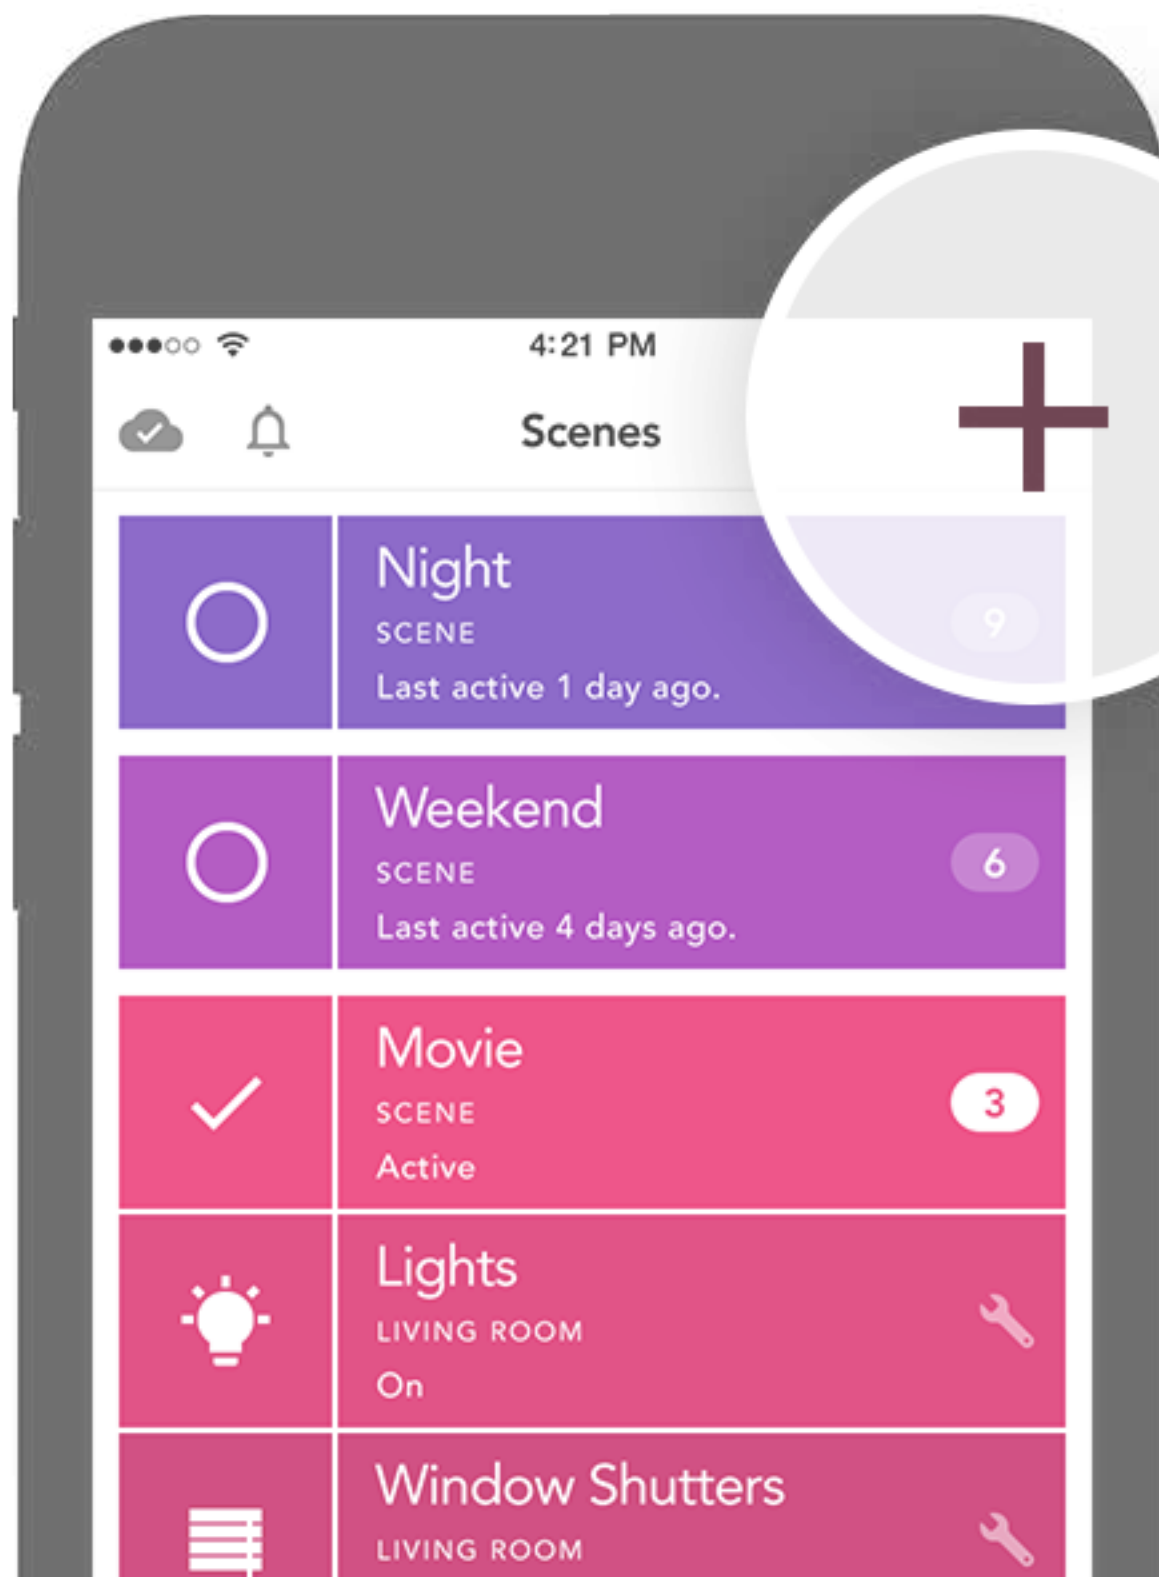 4:21 PM
Scenes
Night
SCENE
Last active 1 day ago.
9
Weekend
SCENE
Last active 4 days ago.
6
Movie
SCENE
Active
3
Lights
LIVING ROOM
On
Window Shutters
LIVING ROOM